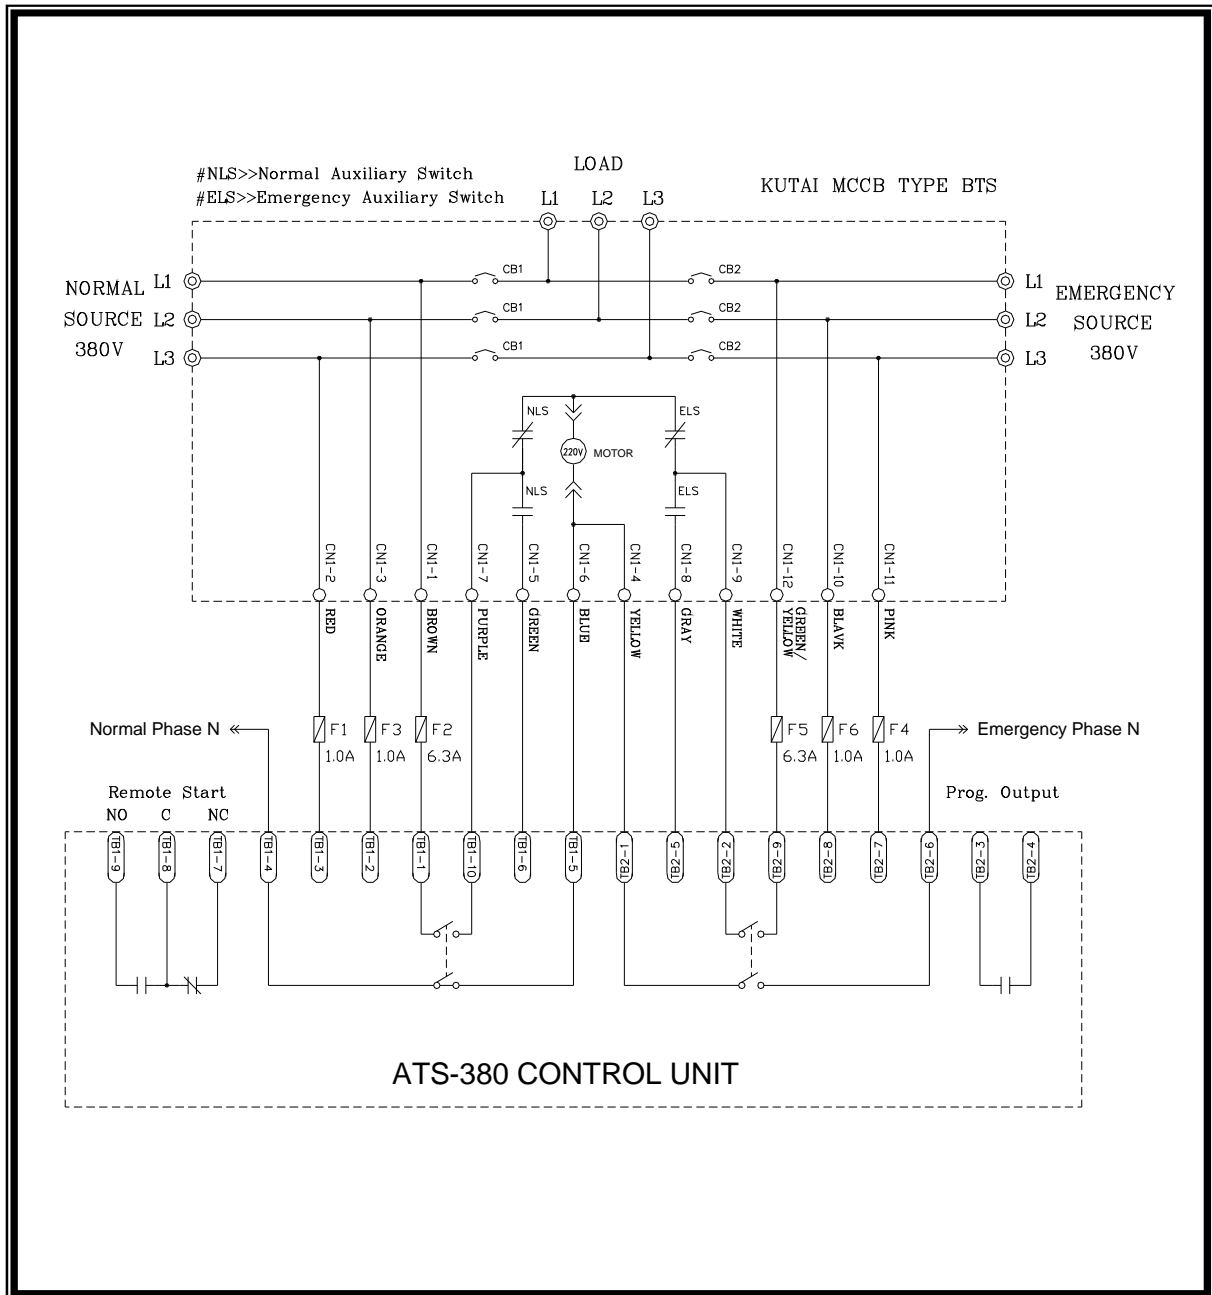 #NLS>>Normal Auxiliary Switch
#ELS>>Emergency Auxiliary Switch
LOAD
KUTAI MCCB TYPE BTS
L1 L2 L3
NORMAL
SOURCE
380V
L1
L2
L3
CB1
CB2
CB1
CB2
CB1
CB2
L1
L2
L3
EMERGENCY
SOURCE
380V
NLS
ELS
220V
MOTOR
NLS
ELS
CN1-2
CN1-3
CN1-1
CN1-7
CN1-5
CN1-6
CN1-4
CN1-8
CN1-9
CN1-12
CN1-10
CN1-11
RED
ORANGE
BROWN
PURPLE
GREEN
BLUE
YELLOW
GRAY
WHITE
GREEN/
YELLOW
BLAVK
PINK
Normal Phase N
F1
1.0A
F3
1.0A
F2
6.3A
F5
6.3A
F6
1.0A
F4
1.0A
Emergency Phase N
Remote Start
NO C NC
Prog. Output
TB1-9
TB1-8
TB1-7
TB1-4
TB1-3
TB1-2
TB1-1
TB1-10
TB1-6
TB1-5
TB2-1
TB2-5
TB2-2
TB2-9
TB2-8
TB2-7
TB2-6
TB2-3
TB2-4
ATS-380 CONTROL UNIT